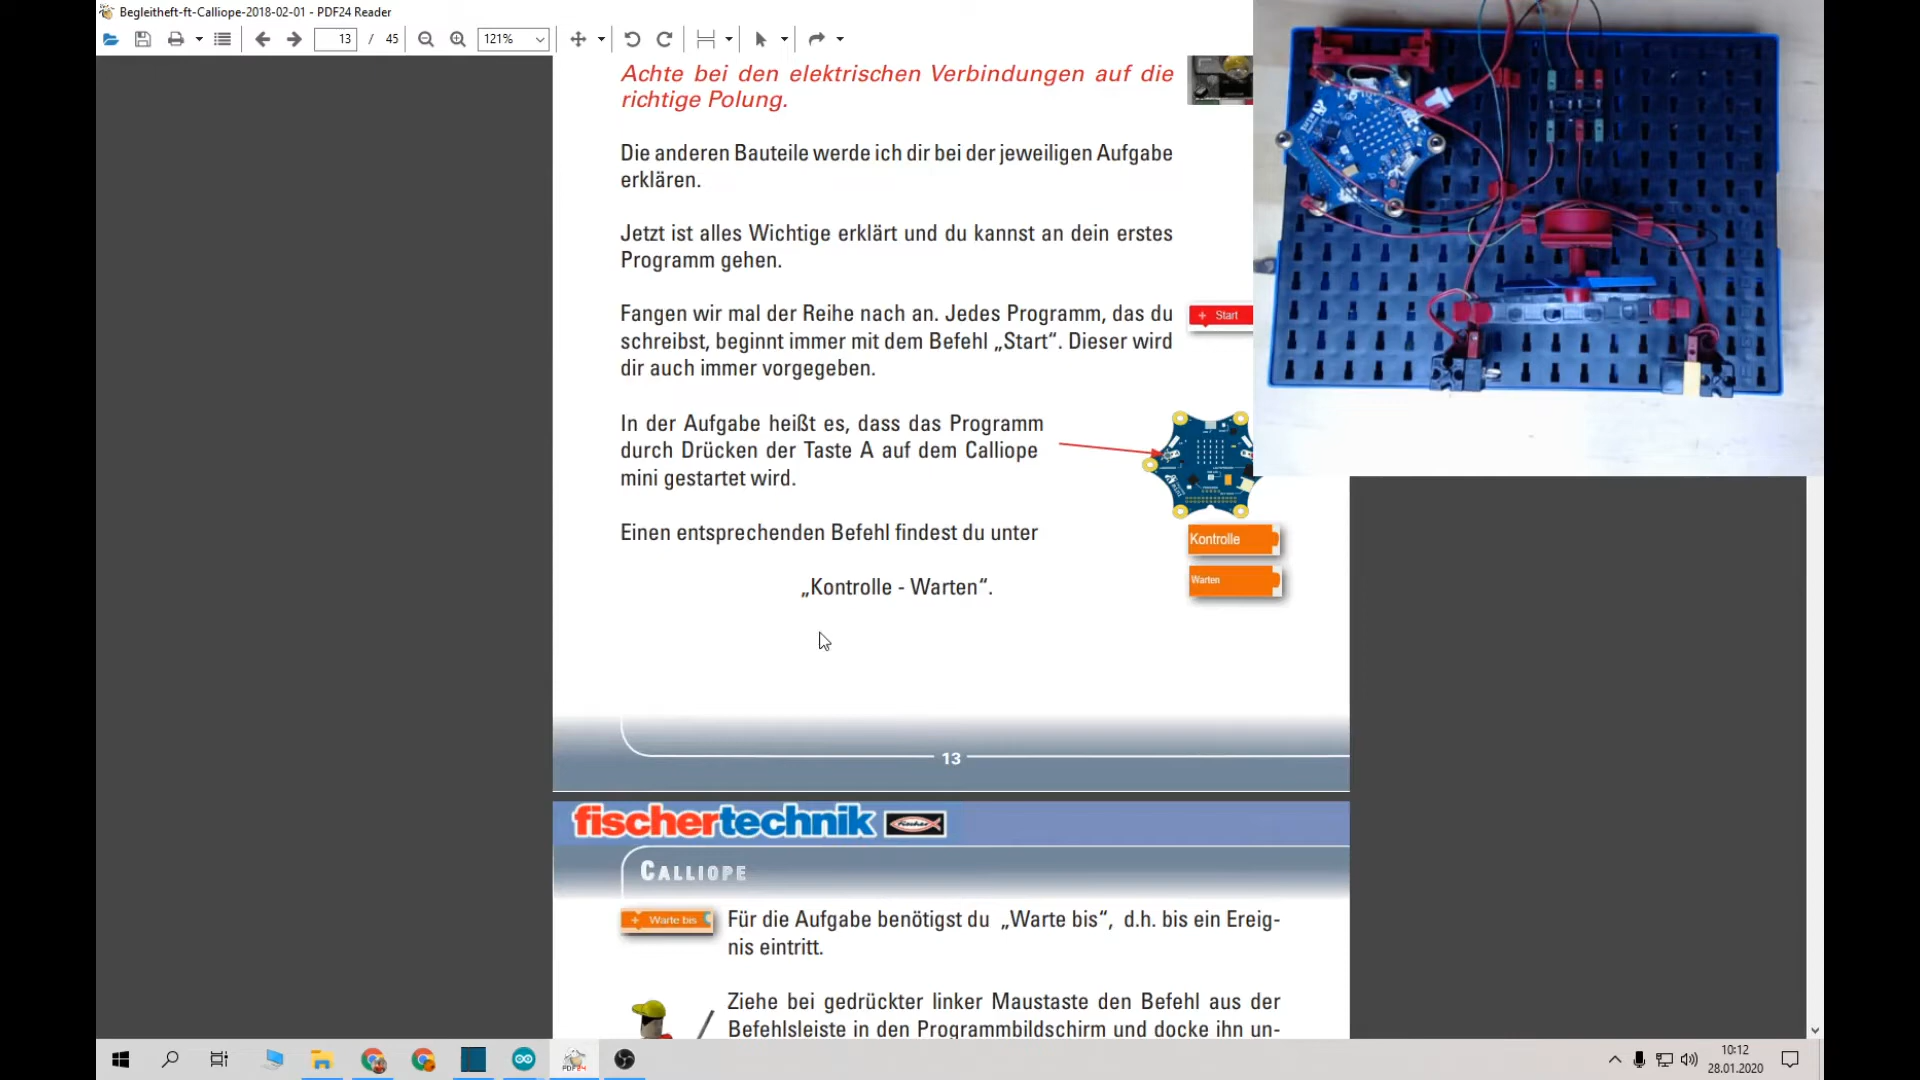 Begleitheft-ft-Calliope-2018-02-01 - PDF24 Reader
13 / 45 121%
Achte bei den elektrischen Verbindungen auf die
richtige Polung.
Die anderen Bauteile werde ich dir bei der jeweiligen Aufgabe
erklären.
Jetzt ist alles Wichtige erklärt und du kannst an dein erstes
Programm gehen.
Fangen wir mal der Reihe nach an. Jedes Programm, das du
schreibst, beginnt immer mit dem Befehl „Start“. Dieser wird
dir auch immer vorgegeben.
+ Start
In der Aufgabe heißt es, dass das Programm
durch Drücken der Taste A auf dem Calliope
mini gestartet wird.
Einen entsprechenden Befehl findest du unter
Kontrolle
Warten
„Kontrolle - Warten“.
13
fischertechnik
fischer
CALLIOPE
+ Warte bis
Für die Aufgabe benötigst du „Warte bis“, d.h. bis ein Ereig-
nis eintritt.
Ziehe bei gedrückter linker Maustaste den Befehl aus der
Befehlsleiste in den Programmbildschirm und docke ihn un-
PDF24
10:12
28.01.2020